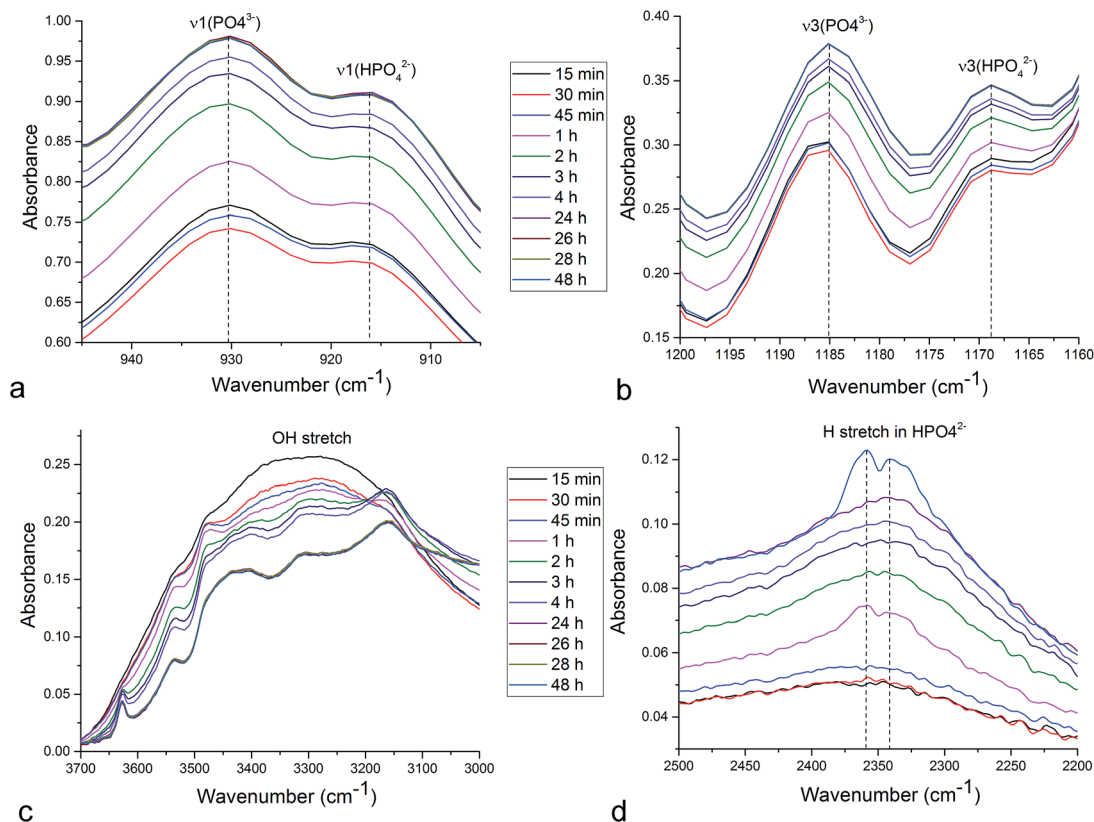 ν1(PO4³⁻)
ν1(HPO₄²⁻)
1.00
0.95
0.90
0.85
0.80
0.75
0.70
0.65
0.60
Absorbance
940
930
920
910
Wavenumber (cm⁻¹)
a
15 min
30 min
45 min
1 h
2 h
3 h
4 h
24 h
26 h
28 h
48 h
ν3(PO4³⁻)
ν3(HPO₄²⁻)
0.40
0.35
0.30
0.25
0.20
0.15
Absorbance
1200
1195
1190
1185
1180
1175
1170
1165
1160
Wavenumber (cm⁻¹)
b
OH stretch
0.25
0.20
0.15
0.10
0.05
0.00
Absorbance
3700
3600
3500
3400
3300
3200
3100
3000
Wavenumber (cm⁻¹)
c
15 min
30 min
45 min
1 h
2 h
3 h
4 h
24 h
26 h
28 h
48 h
H stretch in HPO4²⁻
0.12
0.10
0.08
0.06
0.04
Absorbance
2500
2450
2400
2350
2300
2250
2200
Wavenumber (cm⁻¹)
d